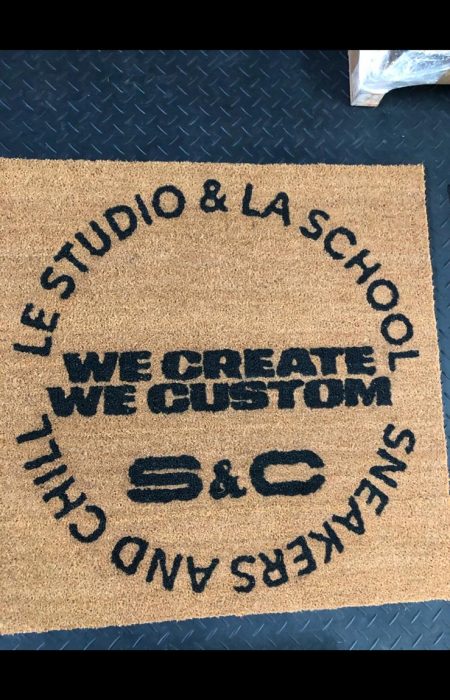 LE STUDIO & LA SCHOOL
WE CREATE
WE CUSTOM
S&C
SNEAKERS AND CHILL